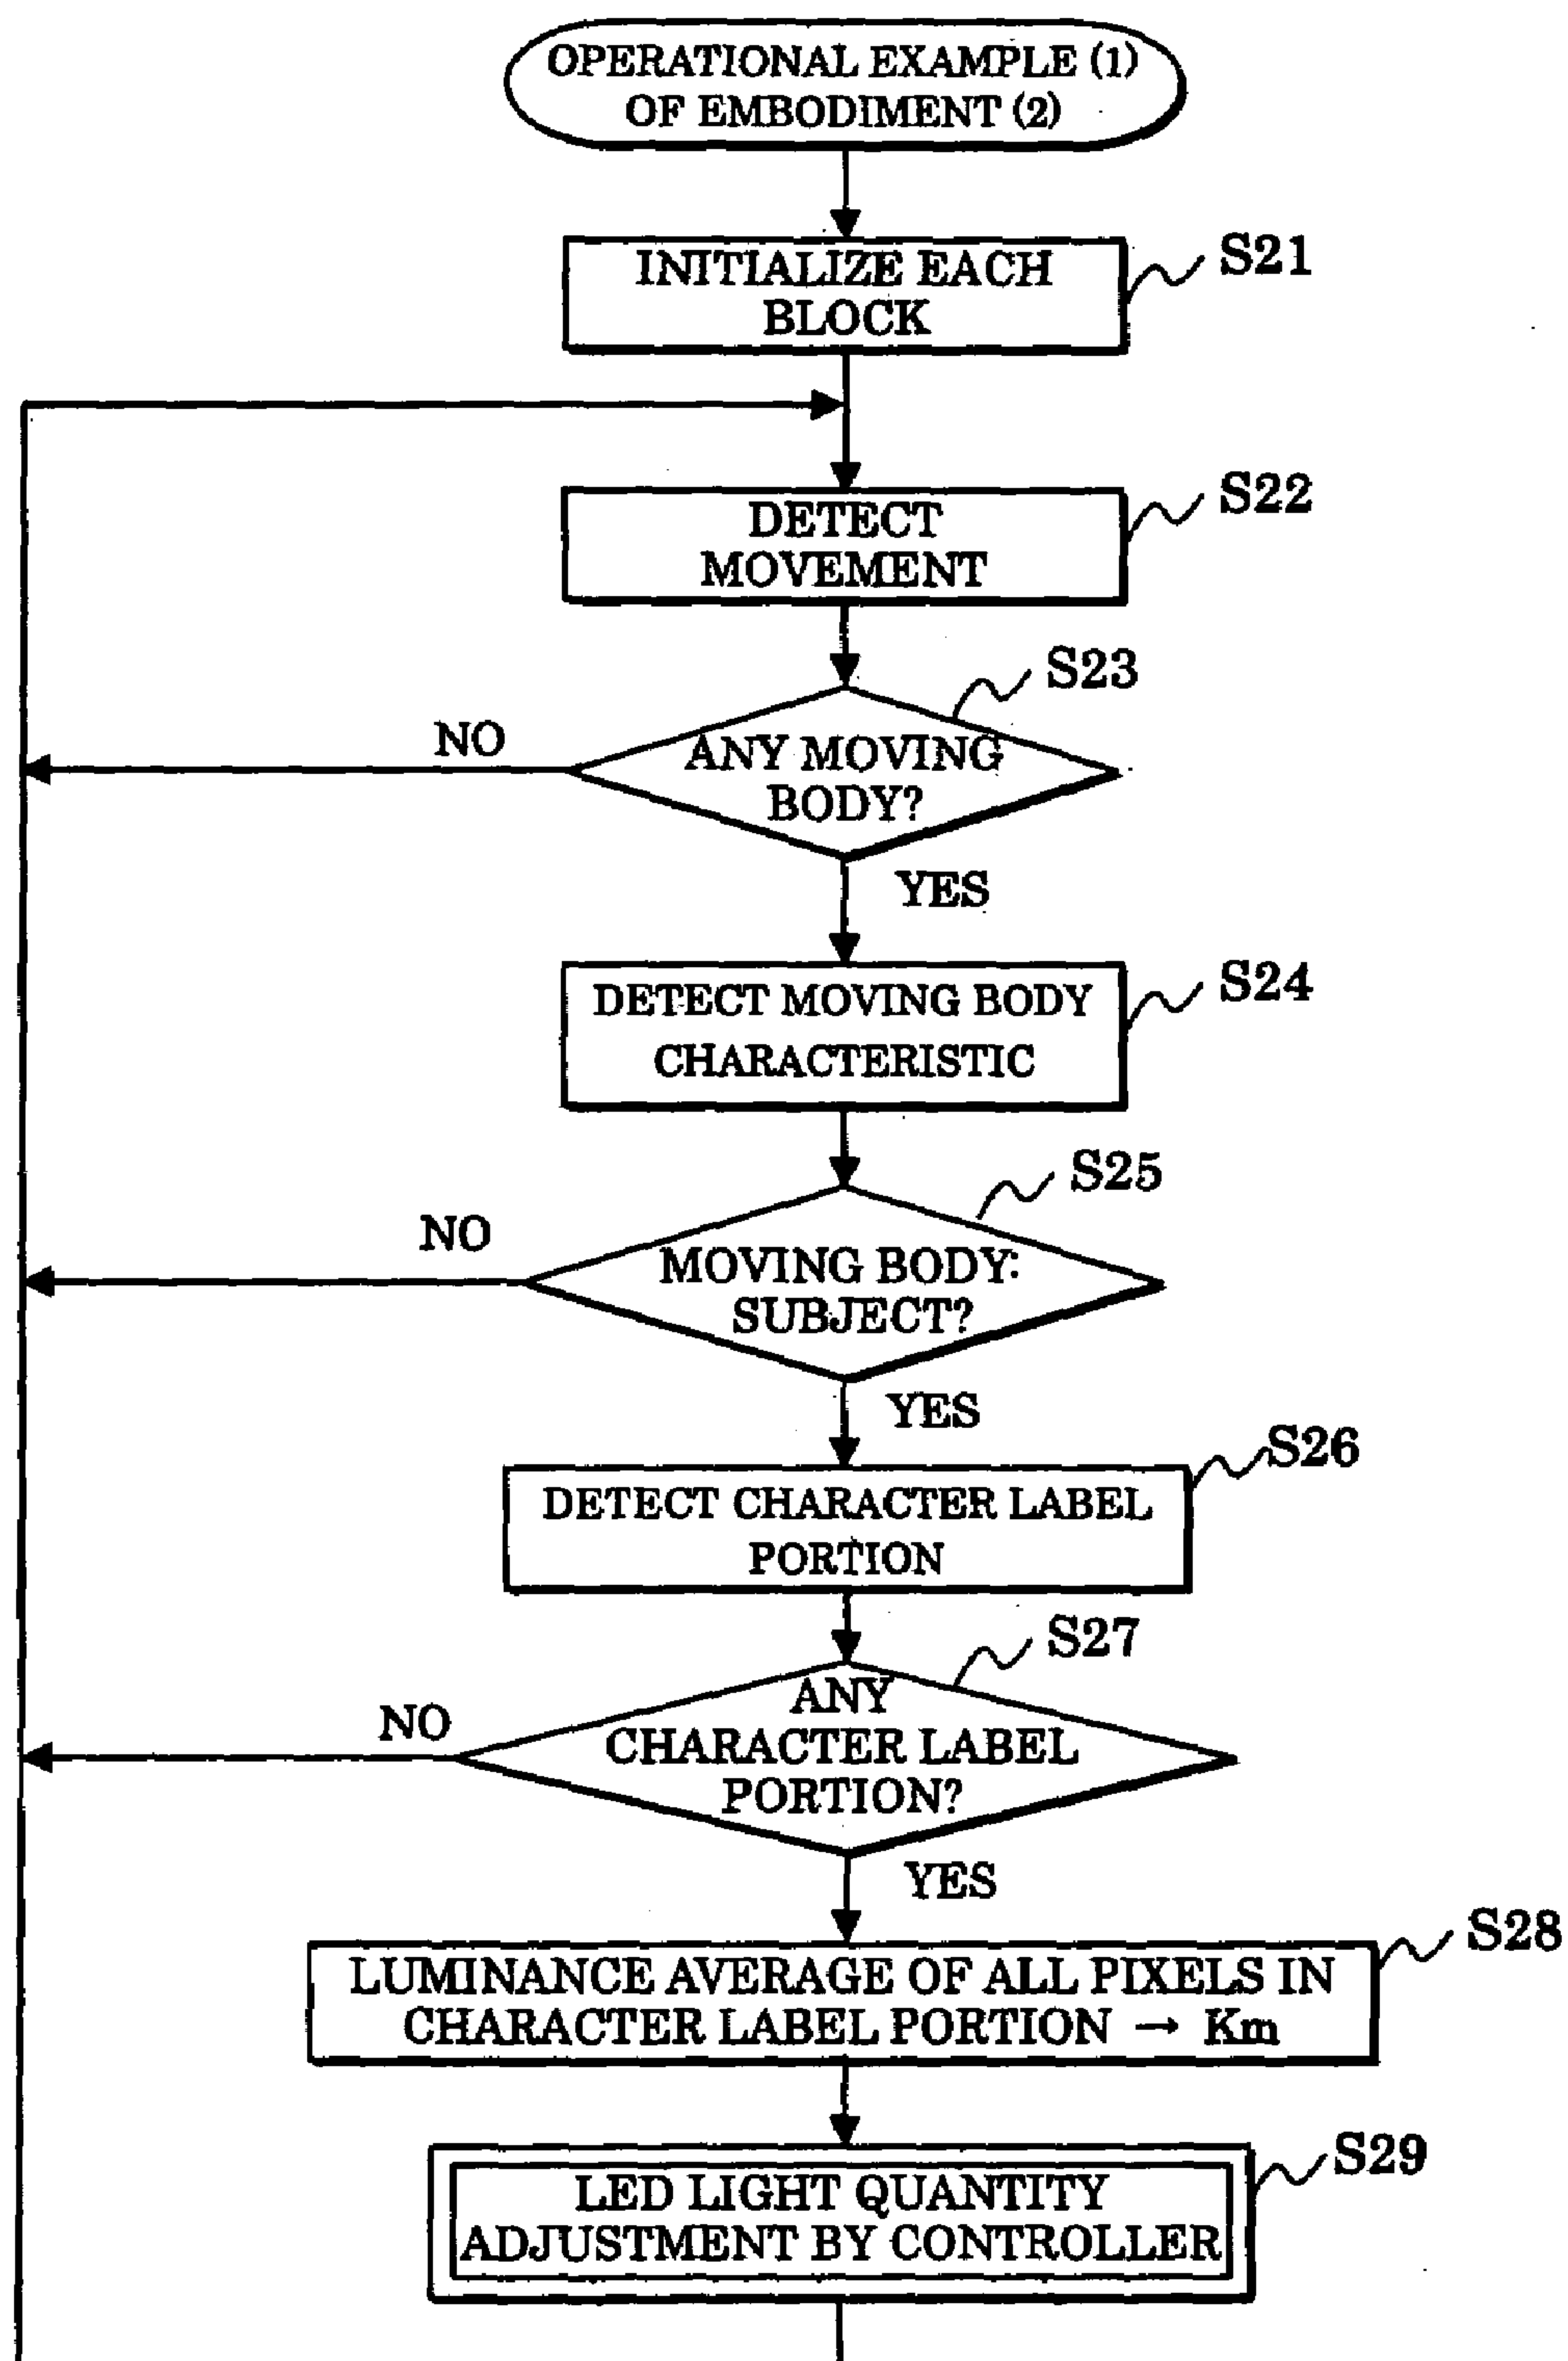 OPERATIONAL EXAMPLE (1)
OF EMBODIMENT (2)
INITIALIZE EACH
BLOCK
S21
DETECT
MOVEMENT
S22
S23
NO
ANY MOVING
BODY?
YES
DETECT MOVING BODY
CHARACTERISTIC
S24
S25
NO
MOVING BODY:
SUBJECT?
YES
S26
DETECT CHARACTER LABEL
PORTION
S27
NO
ANY
CHARACTER LABEL
PORTION?
YES
S28
LUMINANCE AVERAGE OF ALL PIXELS IN
CHARACTER LABEL PORTION → Km
S29
LED LIGHT QUANTITY
ADJUSTMENT BY CONTROLLER